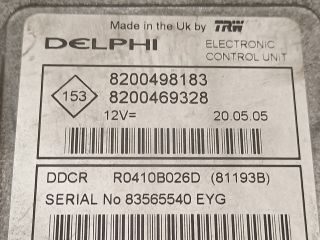 Made in the Uk by TRW
DELPHI
ELECTRONIC
CONTROL UNIT
153
8200498183
8200469328
12V= 20.05.05
DDCR R0410B026D (81193B)
SERIAL No 83565540 EYG